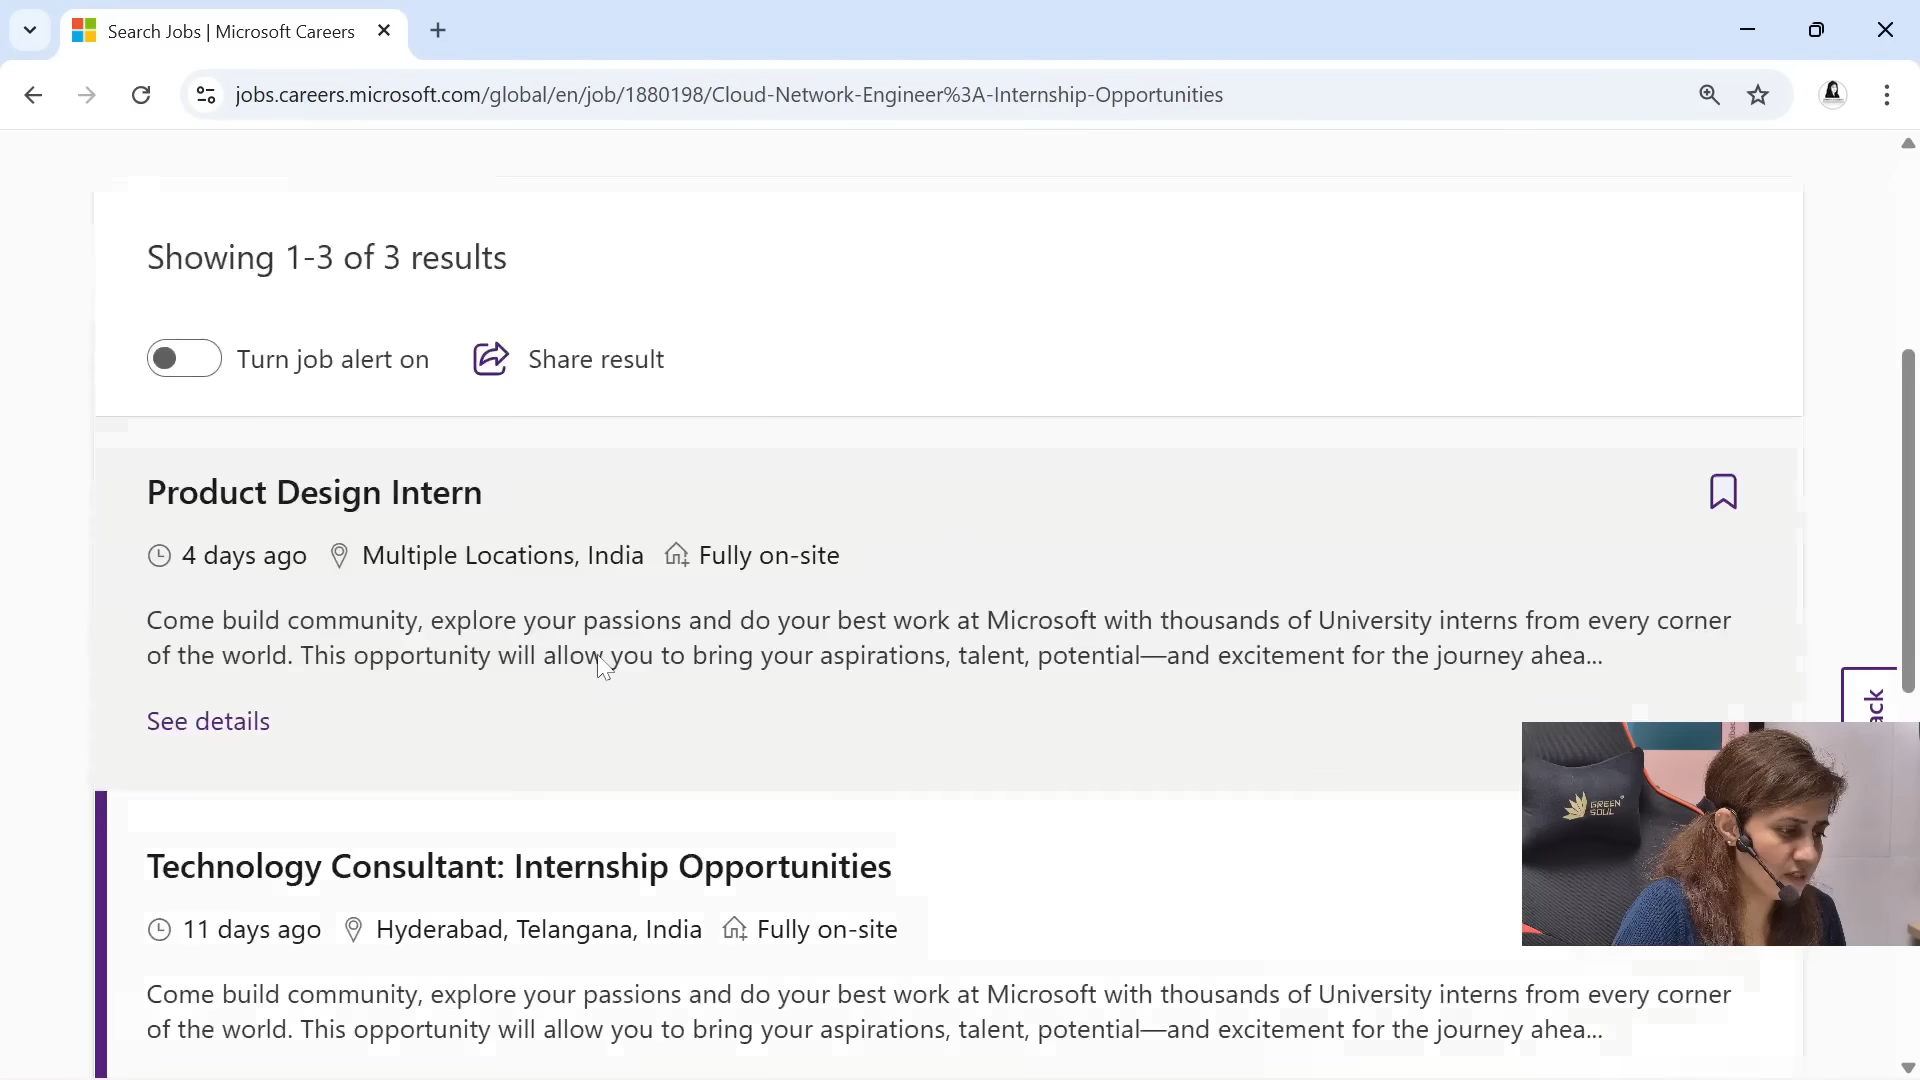 Search Jobs | Microsoft Careers
jobs.careers.microsoft.com/global/en/job/1880198/Cloud-Network-Engineer%3A-Internship-Opportunities
Showing 1-3 of 3 results
Turn job alert on
Share result
Product Design Intern
4 days ago
Multiple Locations, India
Fully on-site
Come build community, explore your passions and do your best work at Microsoft with thousands of University interns from every corner
of the world. This opportunity will allow you to bring your aspirations, talent, potential—and excitement for the journey ahea...
See details
ack
GREEN
SOUL
Technology Consultant: Internship Opportunities
11 days ago
Hyderabad, Telangana, India
Fully on-site
Come build community, explore your passions and do your best work at Microsoft with thousands of University interns from every corner
of the world. This opportunity will allow you to bring your aspirations, talent, potential—and excitement for the journey ahea...